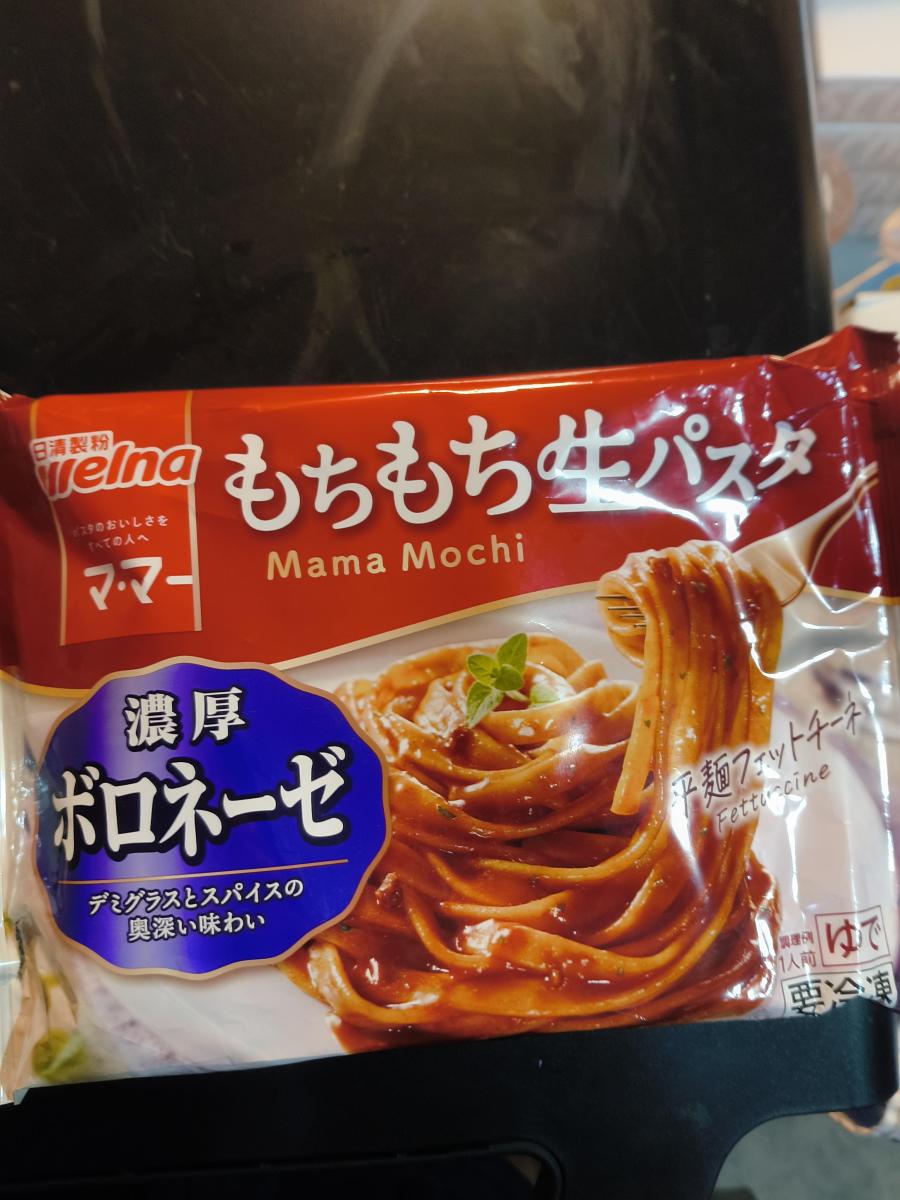 日清製粉
Welna
パスタのおいしさを
すべての人へ
マ・マー
もちもち生パスタ
Mama Mochi
濃厚
ボロネーゼ
デミグラスとスパイスの
奥深い味わい
平麺フェットチーネ
Fettuccine
調理例
1人前
ゆで
要冷凍